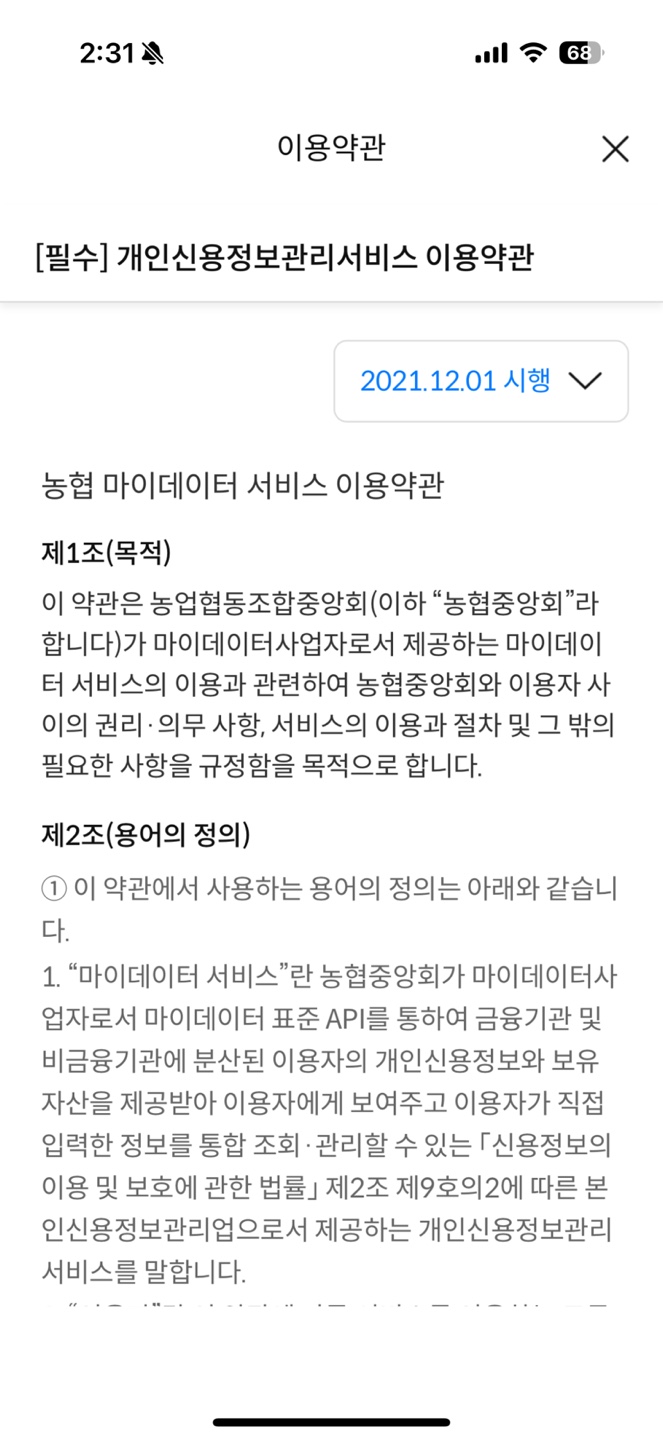 2:31
68
이용약관
[필수] 개인신용정보관리서비스 이용약관
2021.12.01 시행
농협 마이데이터 서비스 이용약관
제1조(목적)
이 약관은 농업협동조합중앙회(이하 “농협중앙회”라
합니다)가 마이데이터사업자로서 제공하는 마이데이
터 서비스의 이용과 관련하여 농협중앙회와 이용자 사
이의 권리·의무 사항, 서비스의 이용과 절차 및 그 밖의
필요한 사항을 규정함을 목적으로 합니다.
제2조(용어의 정의)
① 이 약관에서 사용하는 용어의 정의는 아래와 같습니
다.
1. “마이데이터 서비스”란 농협중앙회가 마이데이터사
업자로서 마이데이터 표준 API를 통하여 금융기관 및
비금융기관에 분산된 이용자의 개인신용정보와 보유
자산을 제공받아 이용자에게 보여주고 이용자가 직접
입력한 정보를 통합 조회·관리할 수 있는 「신용정보의
이용 및 보호에 관한 법률」 제2조 제9호의2에 따른 본
인신용정보관리업으로서 제공하는 개인신용정보관리
서비스를 말합니다.